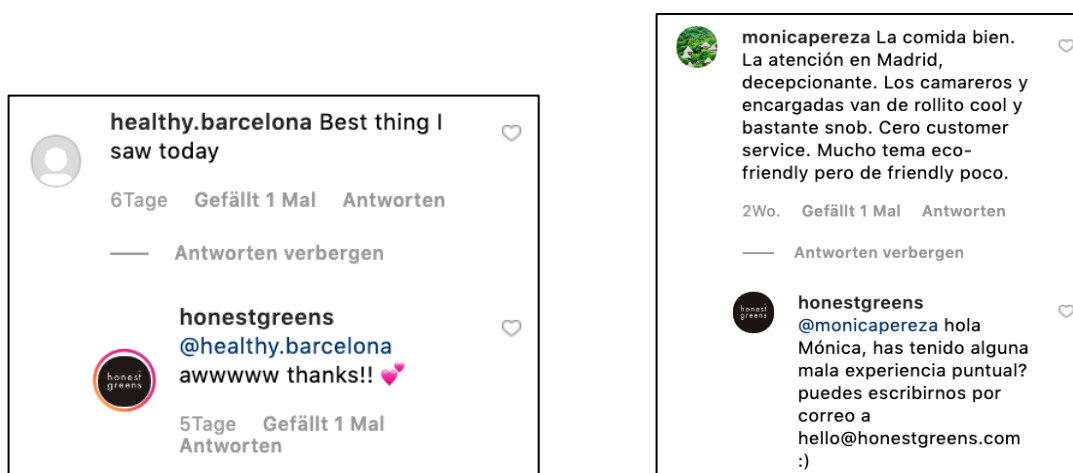 healthy.barcelona Best thing I
saw today
6Tage Gefällt 1 Mal Antworten
Antworten verbergen
honestgreens
@healthy.barcelona
awwwww thanks!! 💕
5Tage Gefällt 1 Mal
Antworten
honest
greens
monicapereza La comida bien.
La atención en Madrid,
decepcionante. Los camareros y
encargadas van de rollito cool y
bastante snob. Cero customer
service. Mucho tema eco-
friendly pero de friendly poco.
2Wo. Gefällt 1 Mal Antworten
Antworten verbergen
honest
greens
honestgreens
@monicapereza hola
Mónica, has tenido alguna
mala experiencia puntual?
puedes escribirnos por
correo a
hello@honestgreens.com
:)